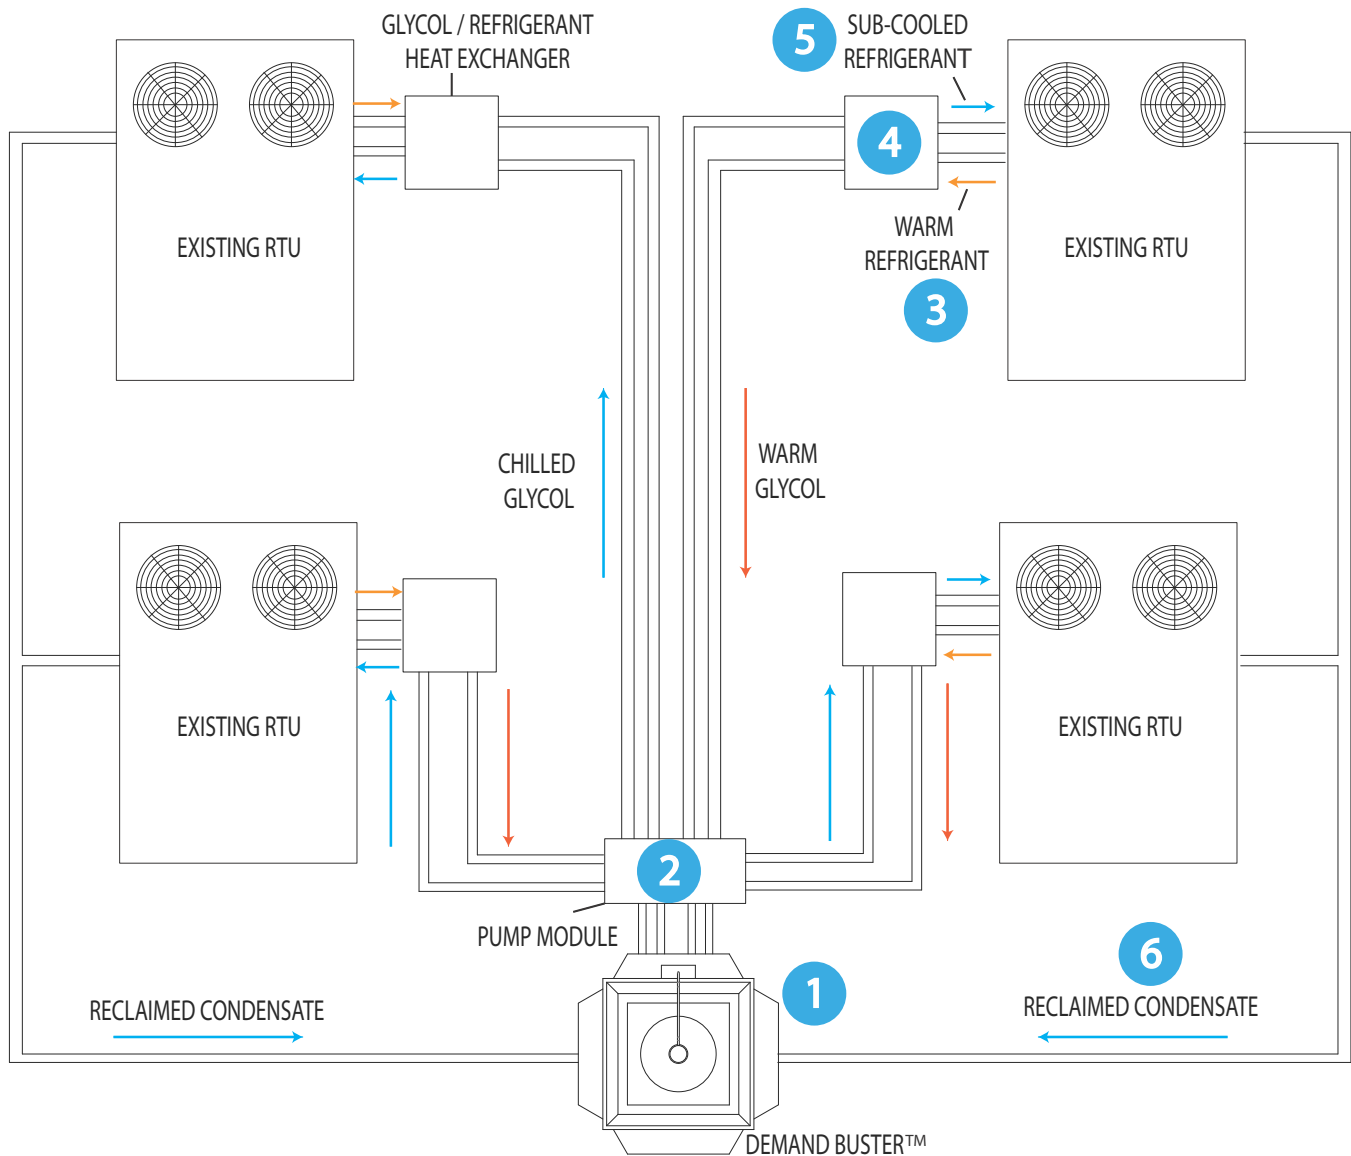 GLYCOL / REFRIGERANT
HEAT EXCHANGER
5
SUB-COOLED
REFRIGERANT
4
WARM
REFRIGERANT
3
EXISTING RTU
EXISTING RTU
CHILLED
GLYCOL
WARM
GLYCOL
EXISTING RTU
EXISTING RTU
2
PUMP MODULE
6
1
RECLAIMED CONDENSATE
RECLAIMED CONDENSATE
DEMAND BUSTER™